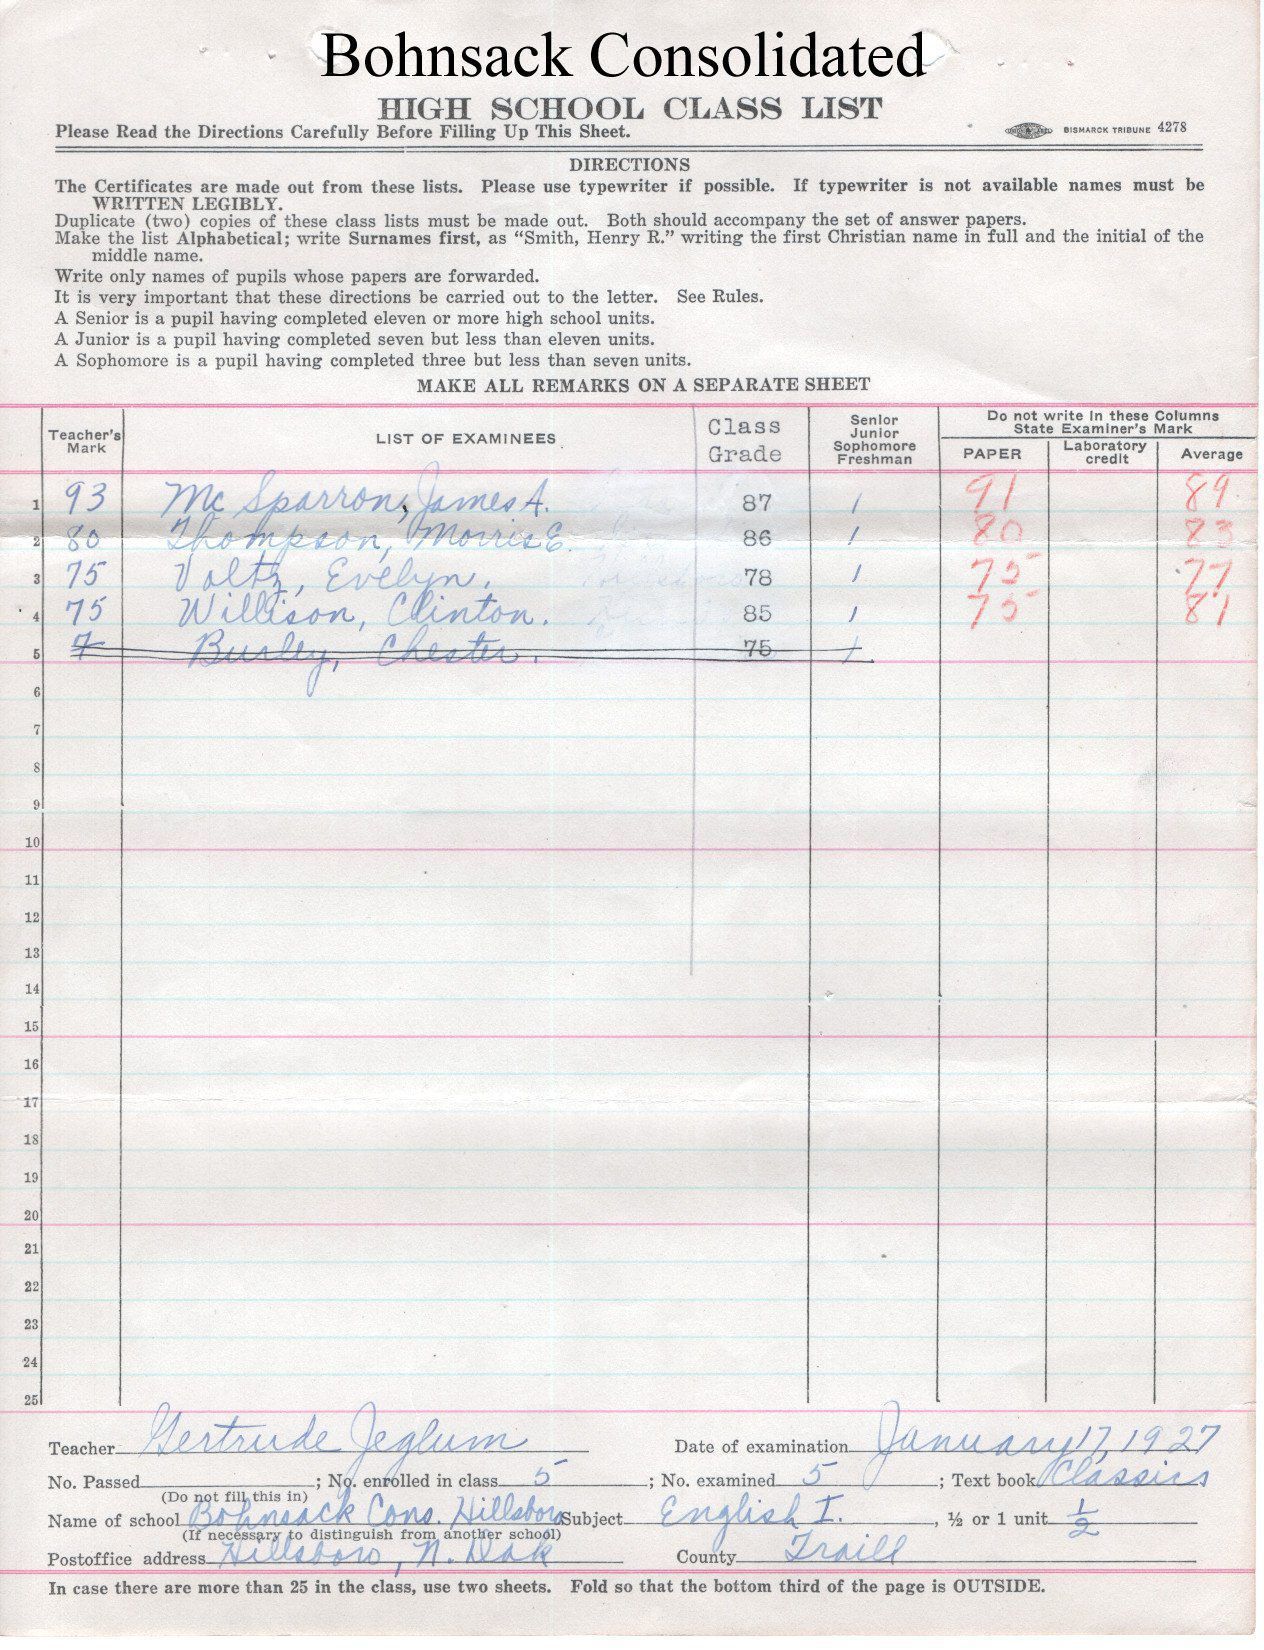 Bohnsack Consolidated
HIGH SCHOOL CLASS LIST
Please Read the Directions Carefully Before Filling Up This Sheet.
BISMARCK TRIBUNE 4278
DIRECTIONS
The Certificates are made out from these lists. Please use typewriter if possible. If typewriter is not available names must be
WRITTEN LEGIBLY.
Duplicate (two) copies of these class lists must be made out. Both should accompany the set of answer papers.
Make the list Alphabetical; write Surnames first, as "Smith, Henry R." writing the first Christian name in full and the initial of the
middle name.
Write only names of pupils whose papers are forwarded.
It is very important that these directions be carried out to the letter. See Rules.
A Senior is a pupil having completed eleven or more high school units.
A Junior is a pupil having completed seven but less than eleven units.
A Sophomore is a pupil having completed three but less than seven units.
MAKE ALL REMARKS ON A SEPARATE SHEET
Teacher's Mark LIST OF EXAMINEES Class Grade Senior Junior Sophomore Freshman Do not write in these Columns State Examiner's Mark
PAPER Laboratory credit Average
1 93 Mc Sparron, James A. 87 1 91 89
2 80 Thompson, Morris E. 86 1 80 83
3 75 Voltz, Evelyn. 78 1 75 77
4 75 Willison, Clinton. 85 1 75 81
5 7 Burley, Chester. 75 1
6
7
8
9
10
11
12
13
14
15
16
17
18
19
20
21
22
23
24
25
Teacher Gertrude Jeglum Date of examination January 17, 1927
No. Passed ; No. enrolled in class 5 ; No. examined 5 ; Text book Classics
(Do not fill this in)
Name of school Bohnsack Cons. Hillsboro Subject English I. , ½ or 1 unit ½
(If necessary to distinguish from another school)
Postoffice address Hillsboro, N. Dak County Traill
In case there are more than 25 in the class, use two sheets. Fold so that the bottom third of the page is OUTSIDE.